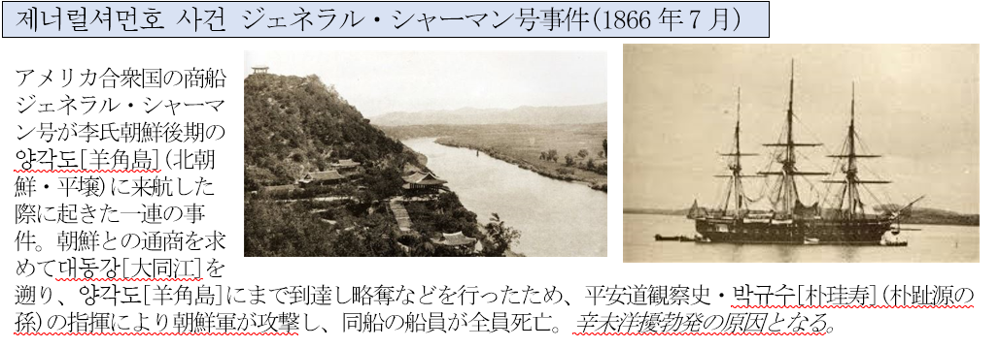 제너럴셔먼호 사건 ジェネラル・シャーマン号事件(1866年7月)
アメリカ合衆国の商船
ジェネラル・シャーマ
ン号が李氏朝鮮後期の
양각도[羊角島](北朝
鮮・平壌)に来航した
際に起きた一連の事
件。朝鮮との通商を求
めて대동강[大同江]を
遡り、양각도[羊角島]にまで到達し略奪などを行ったため、平安道観察史・박규수[朴珪寿](朴趾源の
孫)の指揮により朝鮮軍が攻撃し、同船の船員が全員死亡。辛未洋擾勃発の原因となる。